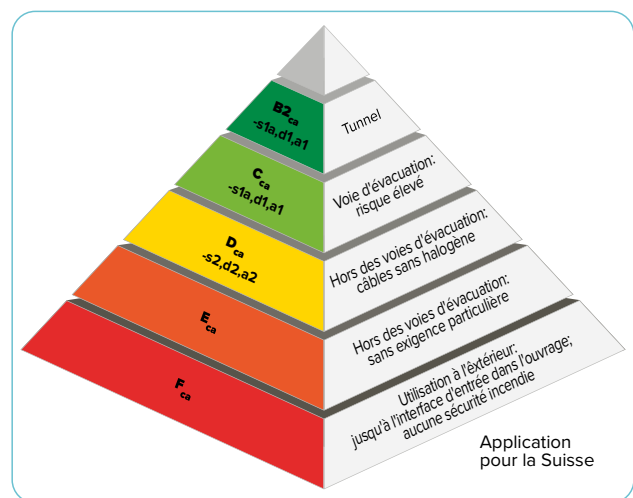 B2ca
-s1a,d1,a1
Tunnel
Cca
-s1a,d1,a1
Voie d'évacuation:
risque élevé
Dca
-s2,d2,a2
Hors des voies d'évacuation:
câbles sans halogène
Eca
Hors des voies d'évacuation:
sans exigence particulière
Fca
Utilisation à l'éxtérieur:
jusqu'à l'interface d'entrée dans l'ouvrage;
aucune sécurité incendie
Application
pour la Suisse